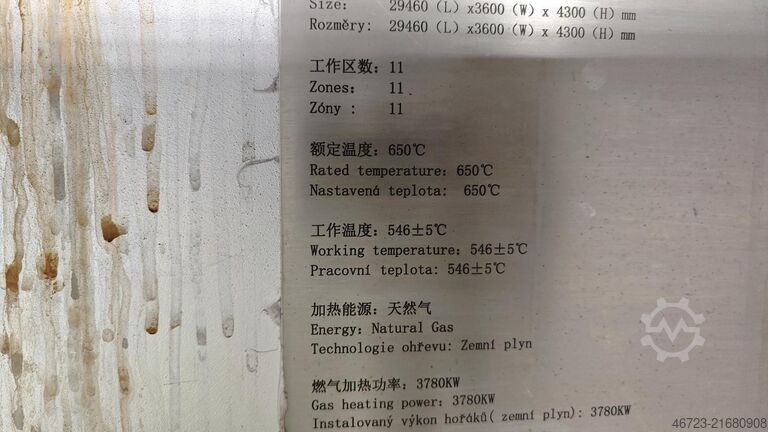 Size: 29460 (L) x3600 (W) x 4300 (H) mm
Rozměry: 29460 (L) x3600 (W) x 4300 (H) mm
工作区数：11
Zones： 11
Zóny : 11
额定温度：650℃
Rated temperature：650℃
Nastavená teplota: 650℃
工作温度：546±5℃
Working temperature：546±5℃
Pracovní teplota: 546±5℃
加热能源：天然气
Energy：Natural Gas
Technologie ohřevu: Zemní plyn
燃气加热功率：3780KW
Gas heating power: 3780KW
Instalovaný výkon hořáků( zemní plyn): 3780KW
46723-21680908